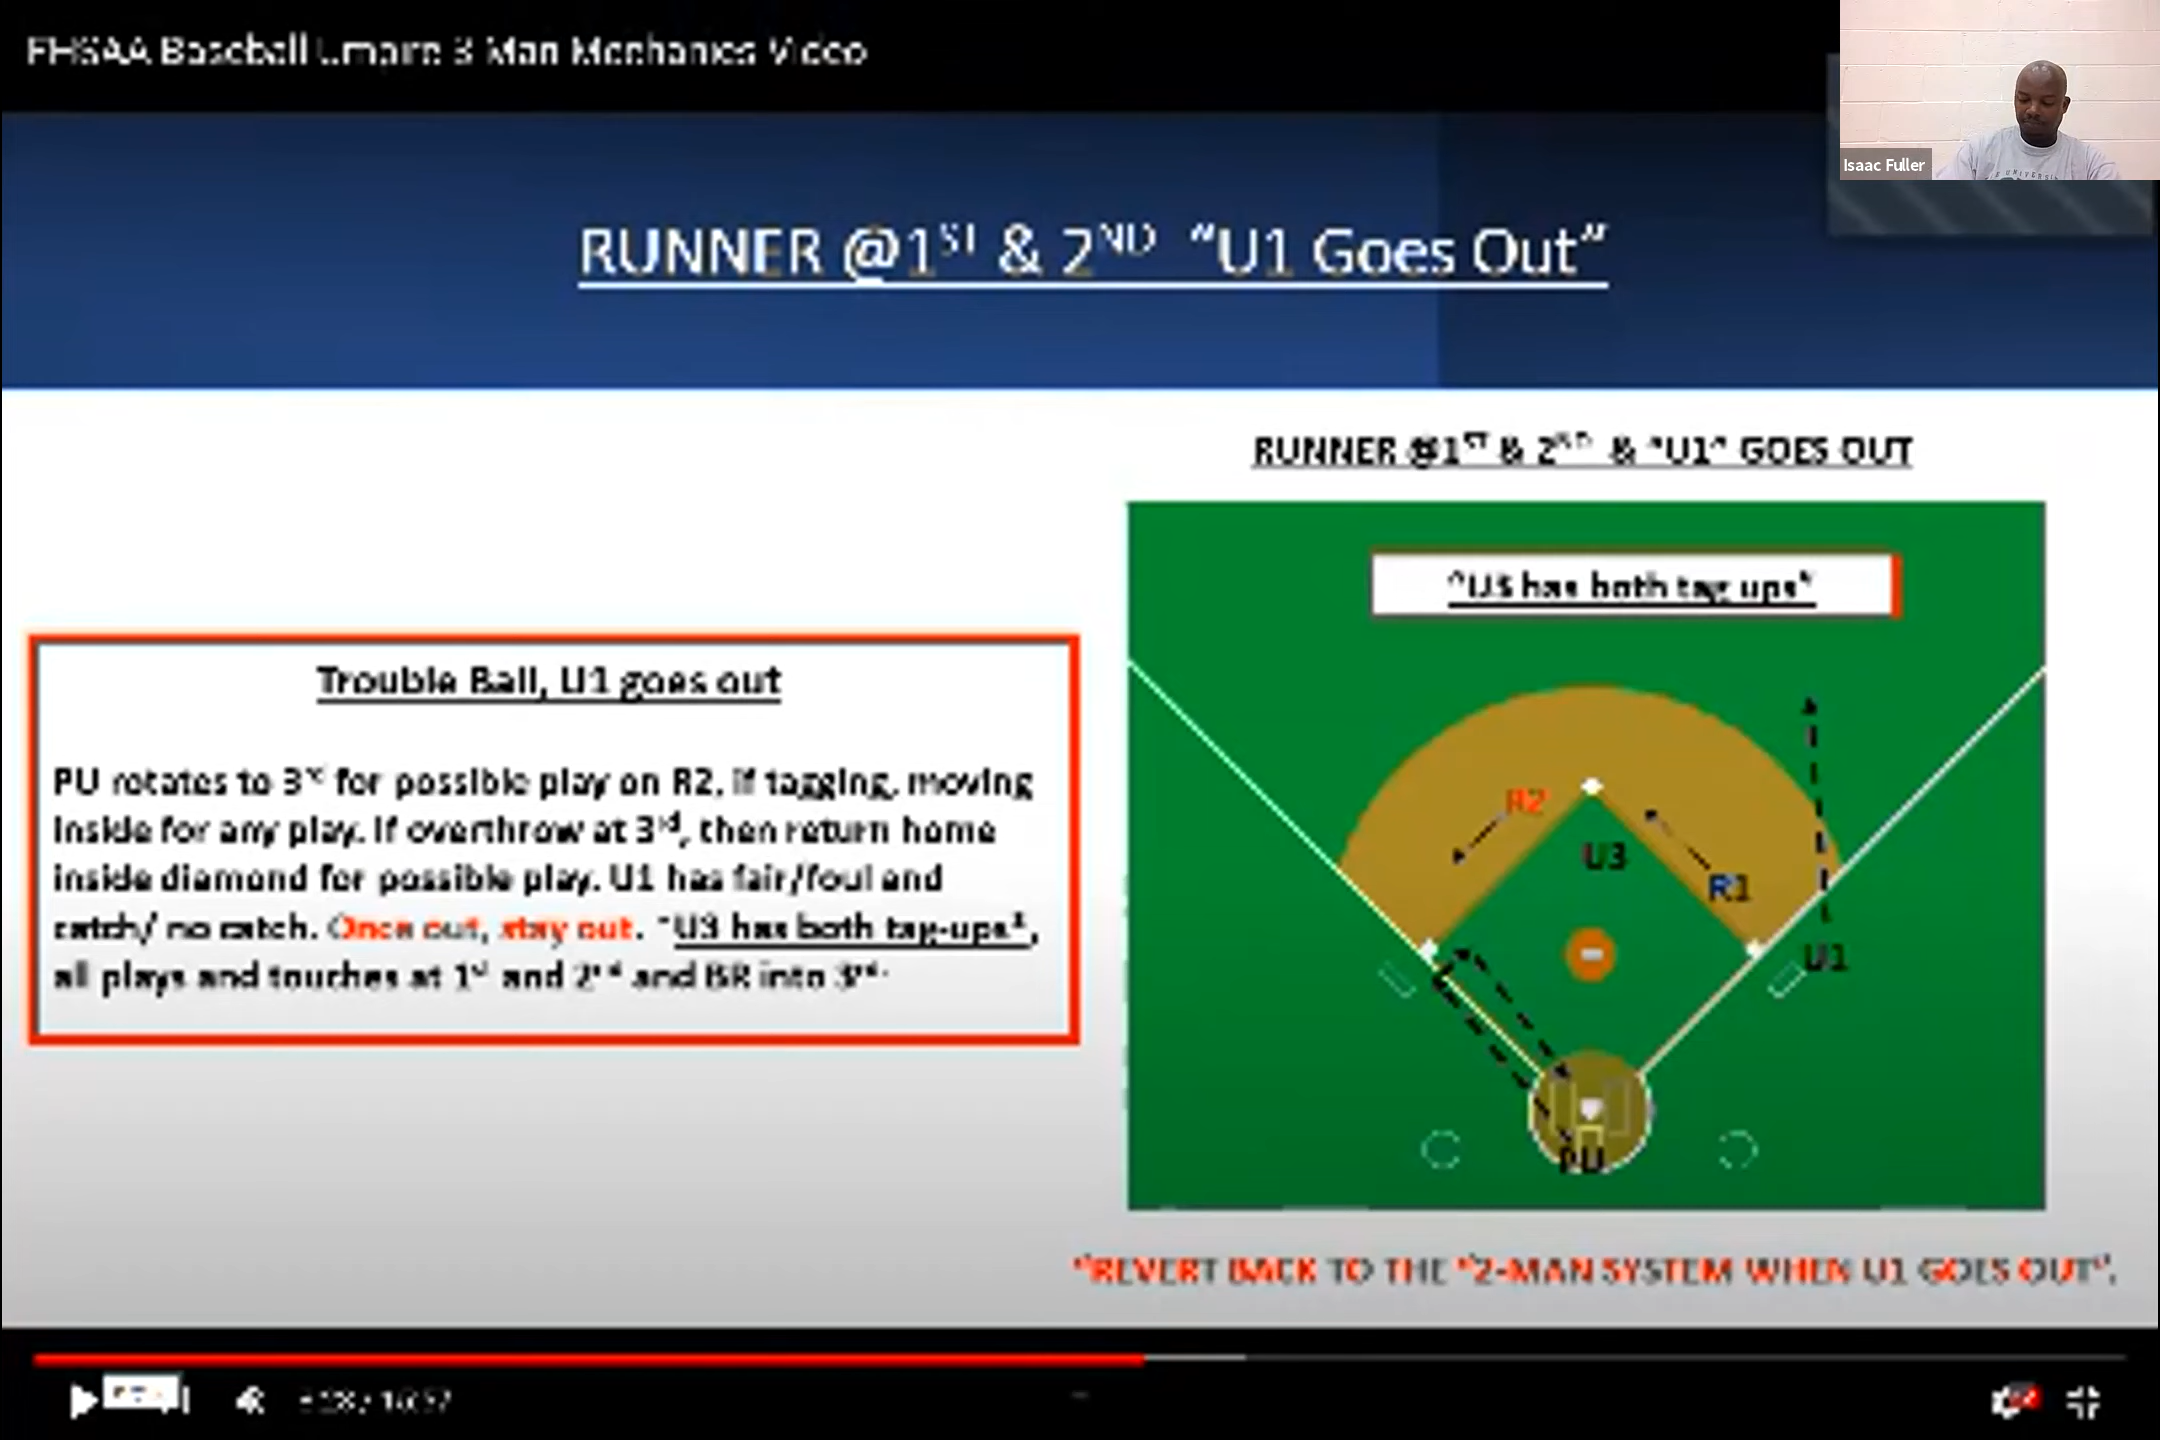 FHSAA Baseball Umpire 3 Man Mechanics Video
Isaac Fuller
UNIVERSI
RUNNER @1ST & 2ND "U1 Goes Out"
RUNNER @1ST & 2ND & "U1" GOES OUT
"U3 has both tag ups"
Trouble Ball, U1 goes out
PU rotates to 3rd for possible play on R2, if tagging, moving
inside for any play. If overthrow at 3rd, then return home
inside diamond for possible play. U1 has fair/foul and
catch/ no catch. Once out, stay out. "U3 has both tag-ups",
all plays and touches at 1st and 2nd and BR into 3rd.
R2
U3
R1
U1
PU
"REVERT BACK TO THE "2-MAN SYSTEM WHEN U1 GOES OUT".